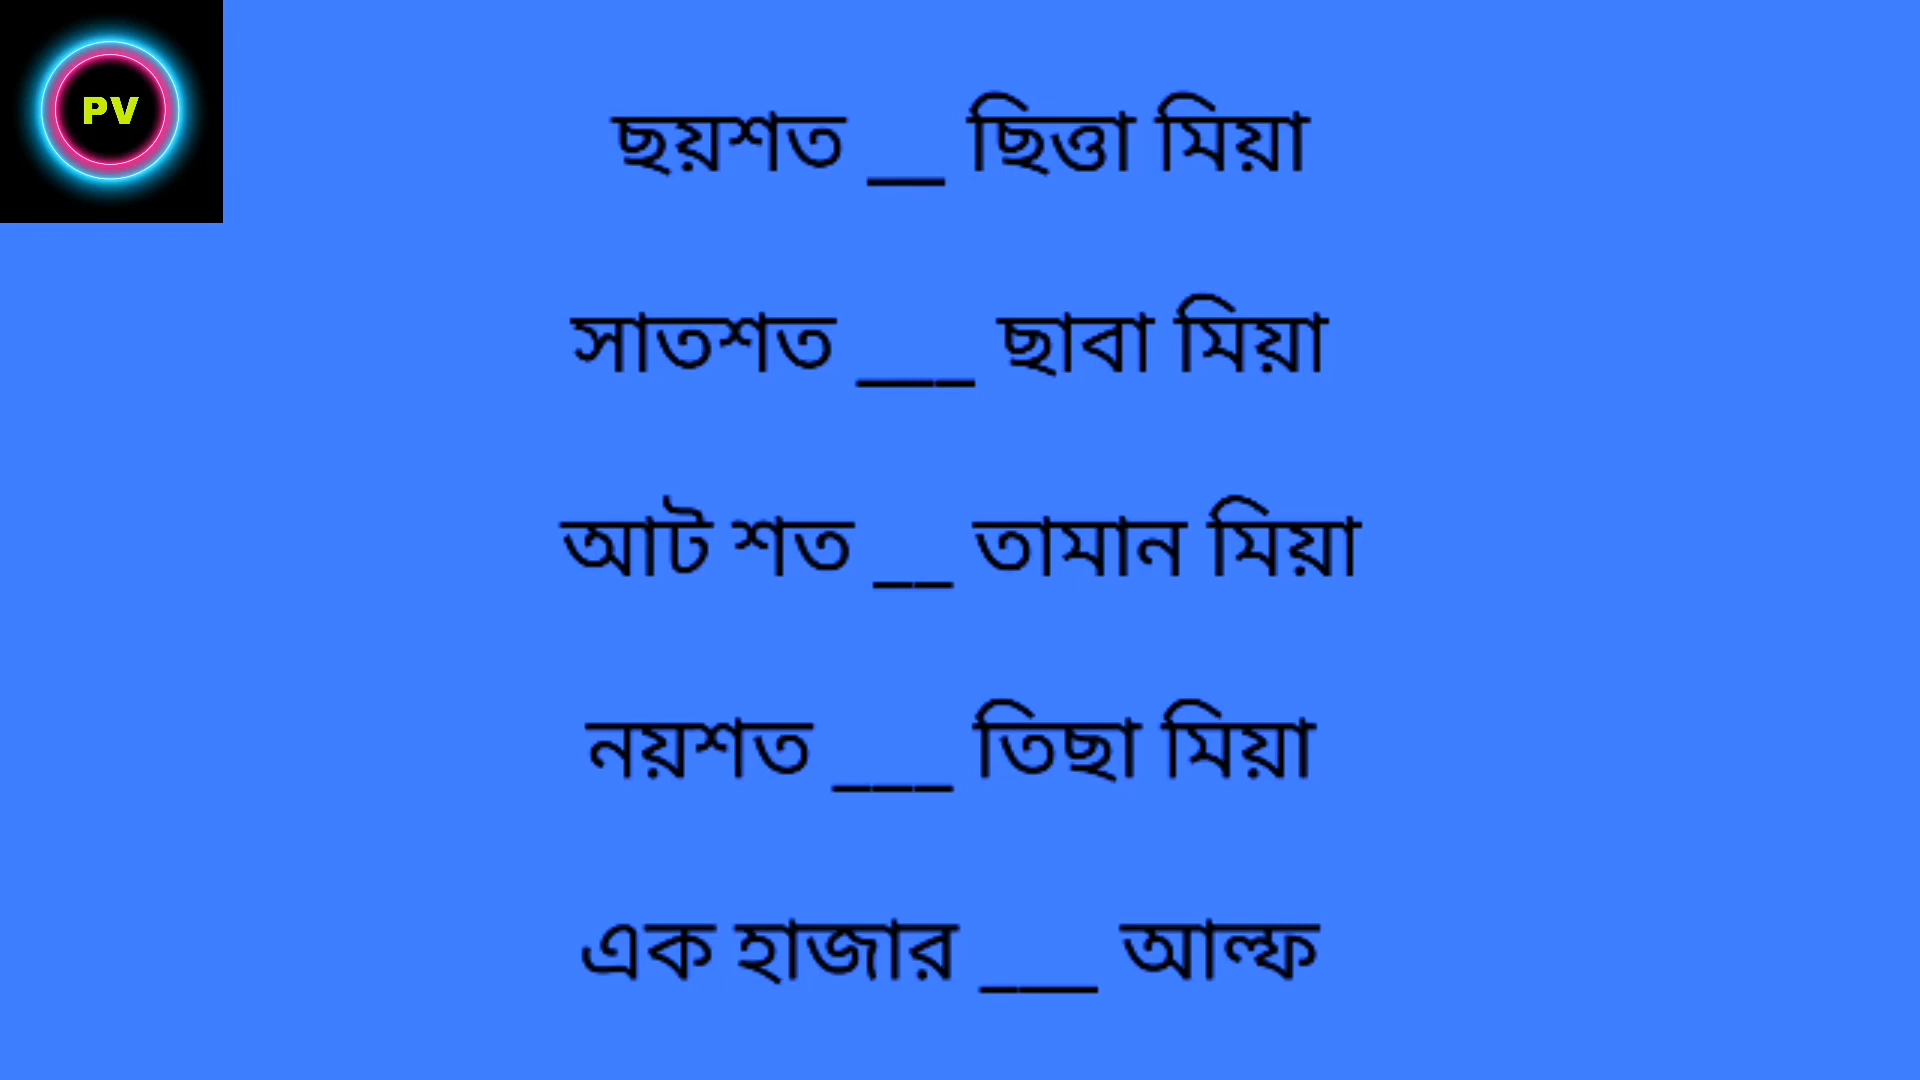 PV
ছয়শত __ ছিত্তা মিয়া
সাতশত ___ ছাবা মিয়া
আট শত __ তামান মিয়া
নয়শত ___ তিছা মিয়া
এক হাজার ___ আল্ফ